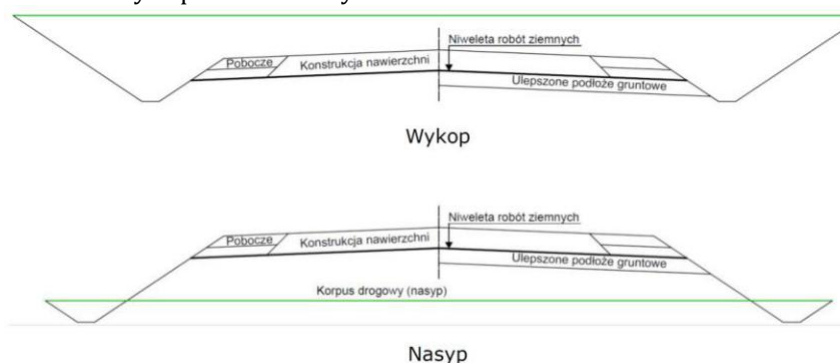 Niweleta robót ziemnych
Pobocze
Konstrukcja nawierzchni
Ulepszone podłoże gruntowe
Wykop
Niweleta robót ziemnych
Pobocze
Konstrukcja nawierzchni
Ulepszone podłoże gruntowe
Korpus drogowy (nasyp)
Nasyp